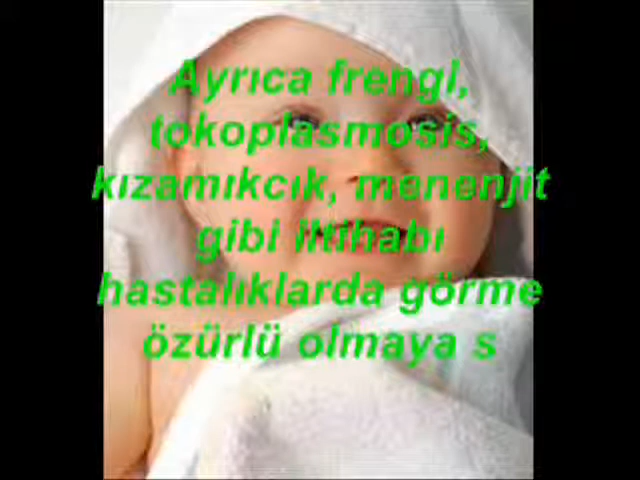 Ayrıca frengi,
tokoplasmosis,
kızamıkcık, menenjit
gibi iltihabı
hastalıklarda görme
özürlü olmaya s